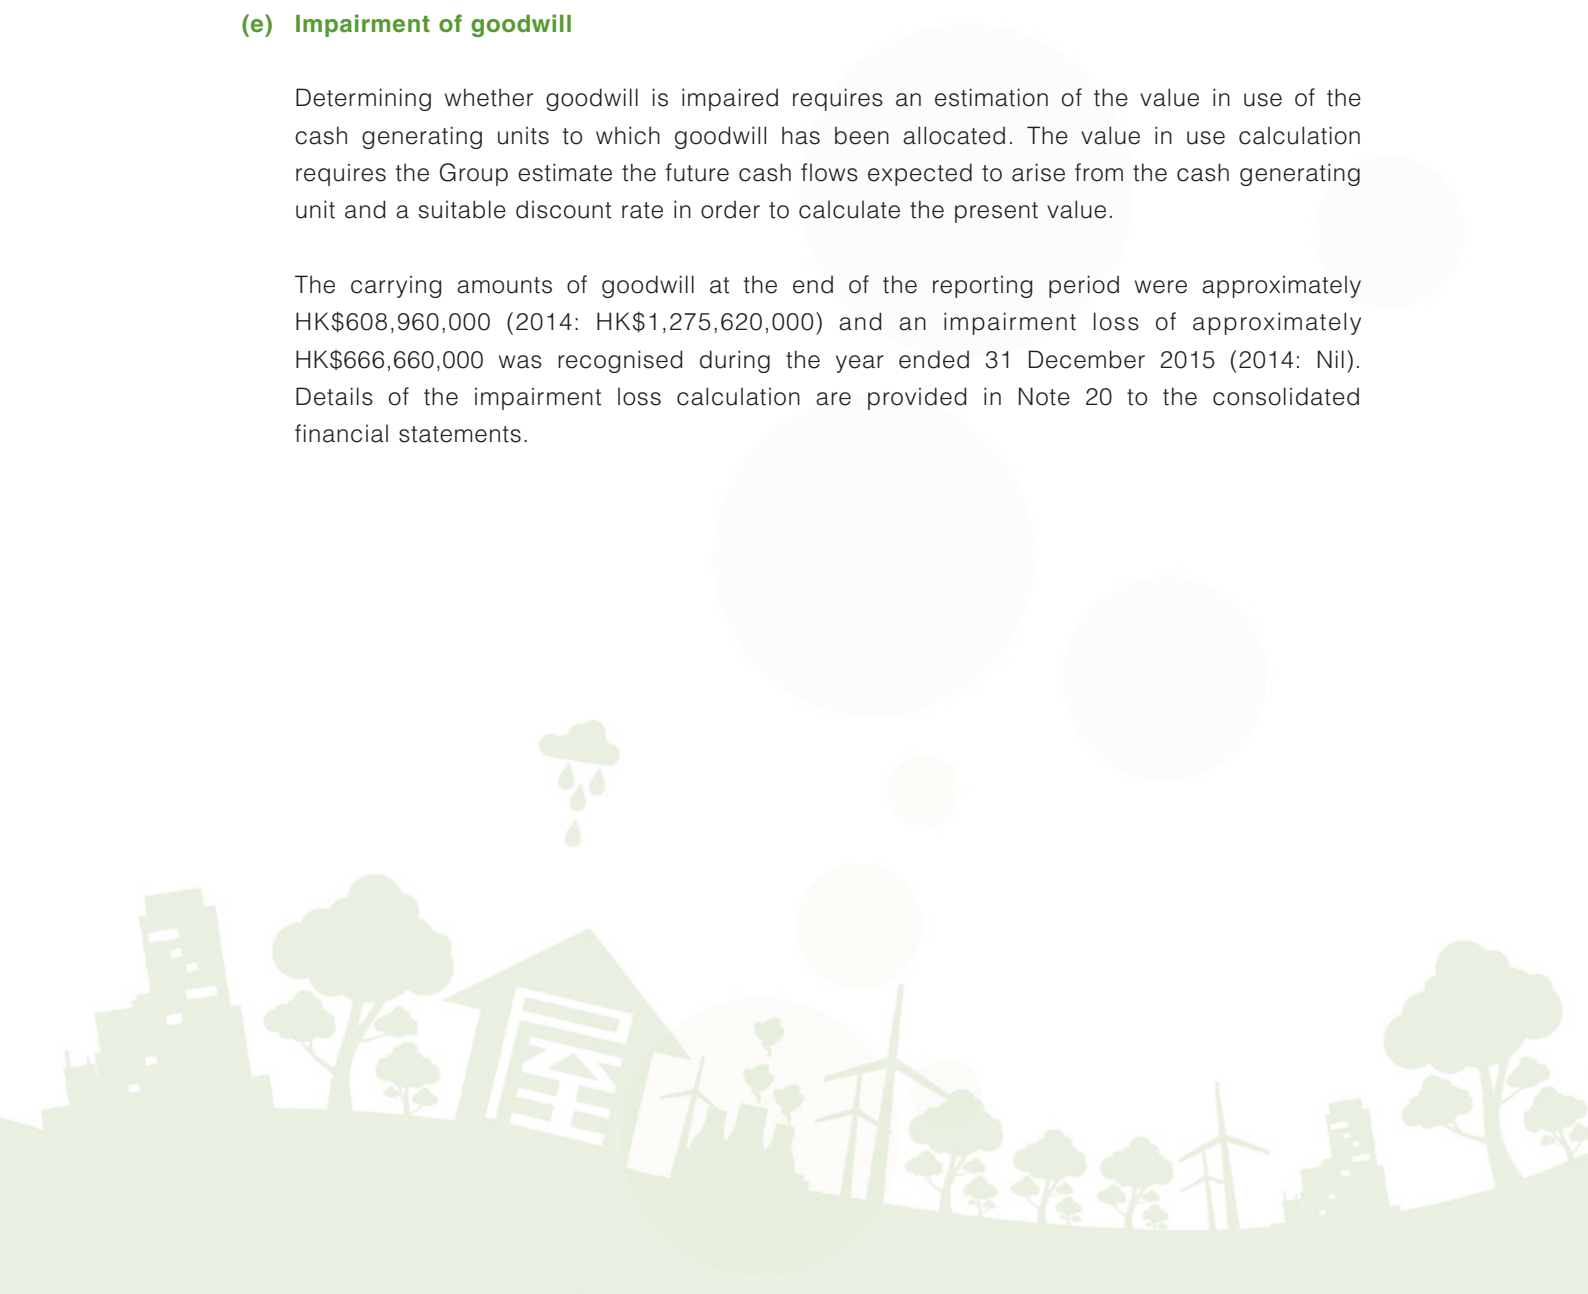 (e) Impairment of goodwill
Determining whether goodwill is impaired requires an estimation of the value in use of the
cash generating units to which goodwill has been allocated. The value in use calculation
requires the Group estimate the future cash flows expected to arise from the cash generating
unit and a suitable discount rate in order to calculate the present value.
The carrying amounts of goodwill at the end of the reporting period were approximately
HK$608,960,000 (2014: HK$1,275,620,000) and an impairment loss of approximately
HK$666,660,000 was recognised during the year ended 31 December 2015 (2014: Nil).
Details of the impairment loss calculation are provided in Note 20 to the consolidated
financial statements.
屋